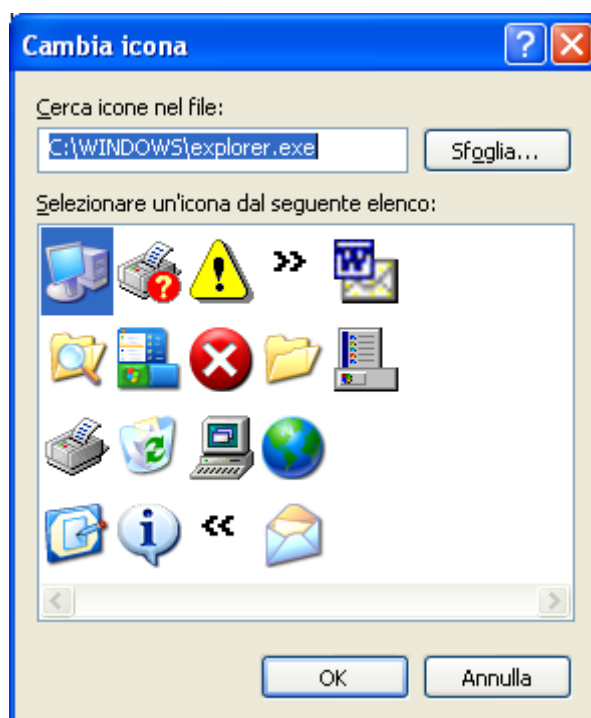 Cambia icona
Cerca icone nel file:
C:\WINDOWS\explorer.exe
Sfoglia...
Selezionare un'icona dal seguente elenco:
OK
Annulla